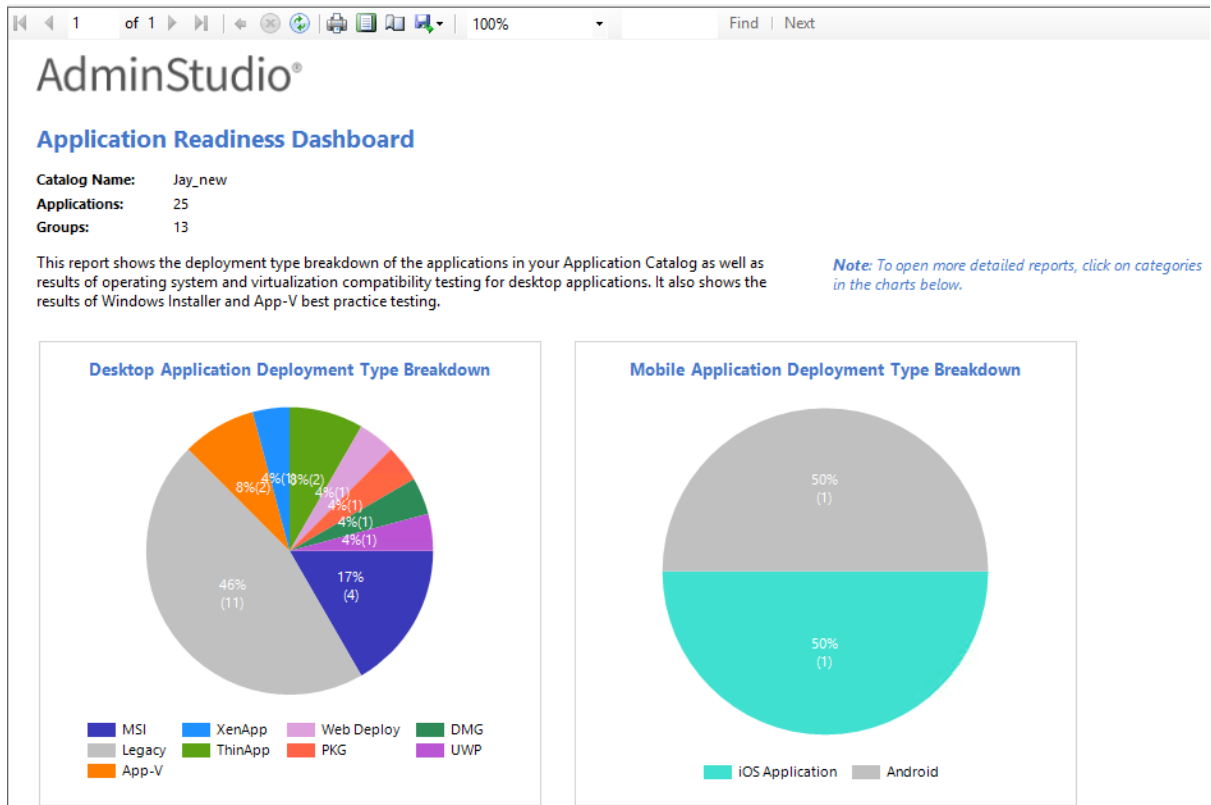 1 of 1 100% Find | Next
AdminStudio®
Application Readiness Dashboard
Catalog Name: Jay_new
Applications: 25
Groups: 13
This report shows the deployment type breakdown of the applications in your Application Catalog as well as
results of operating system and virtualization compatibility testing for desktop applications. It also shows the
results of Windows Installer and App-V best practice testing.
Note: To open more detailed reports, click on categories
in the charts below.
Desktop Application Deployment Type Breakdown
4%(1)
8%(2)
8%(2)
4%(1)
4%(1)
4%(1)
4%(1)
17%
(4)
46%
(11)
MSI XenApp Web Deploy DMG
Legacy ThinApp PKG UWP
App-V
Mobile Application Deployment Type Breakdown
50%
(1)
50%
(1)
iOS Application Android